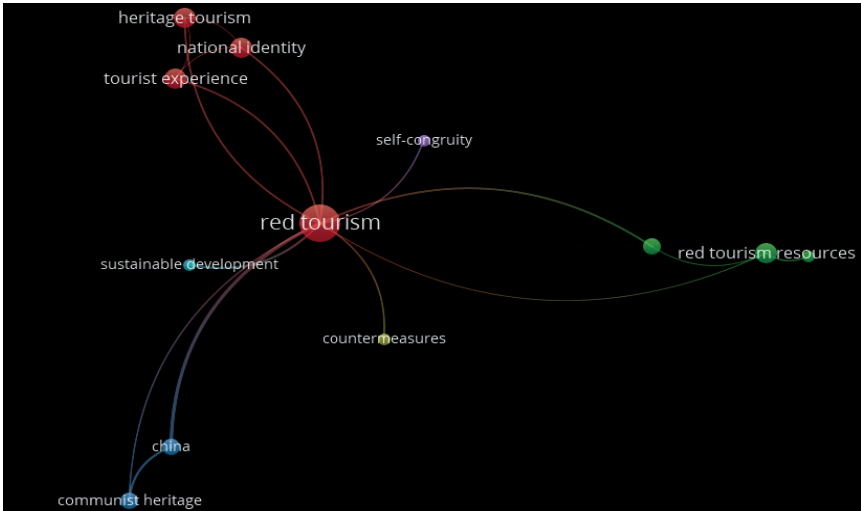 heritage tourism
national identity
tourist experience
self-congruity
red tourism
red tourism resources
sustainable development
countermeasures
china
communist heritage